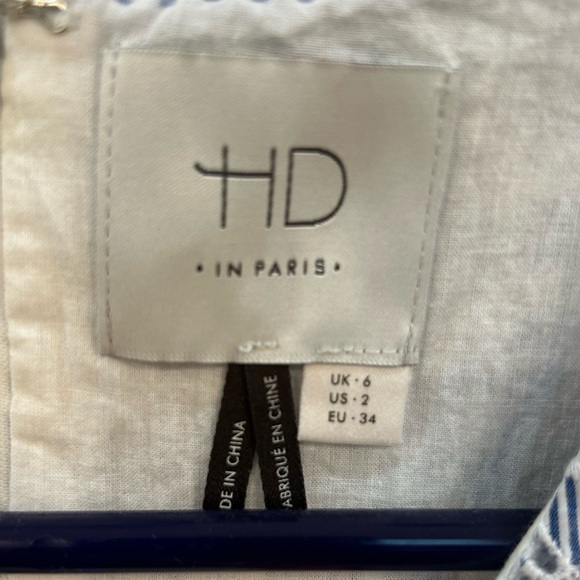 HD
• IN PARIS •
UK • 6
US • 2
EU • 34
DE IN CHINA
ABRIQUÉ EN CHINE